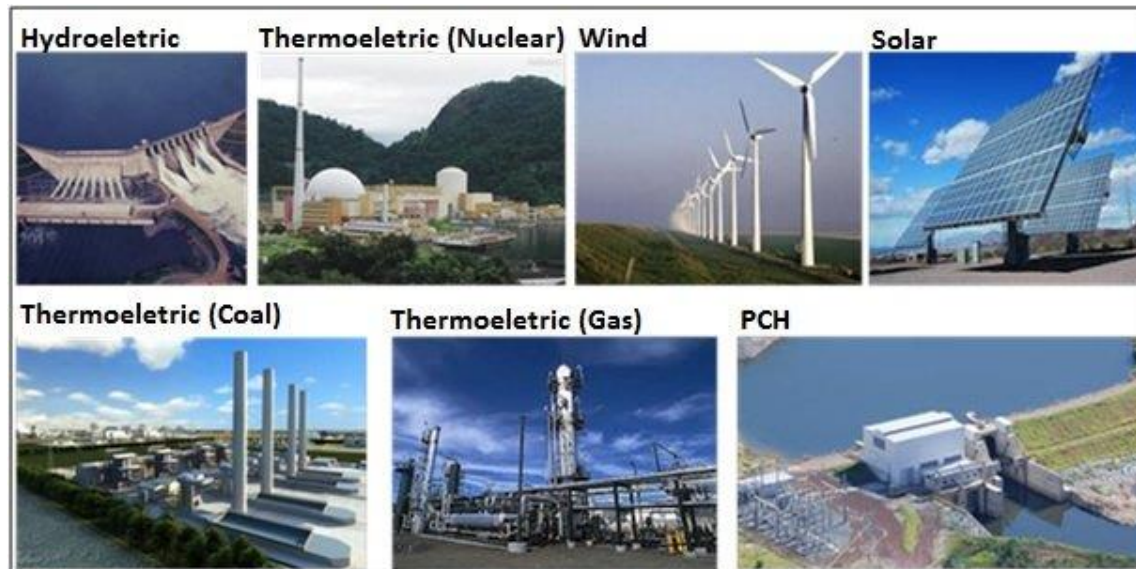 Hydroeletric
Thermoeletric (Nuclear)
Wind
Solar
Thermoeletric (Coal)
Thermoeletric (Gas)
PCH